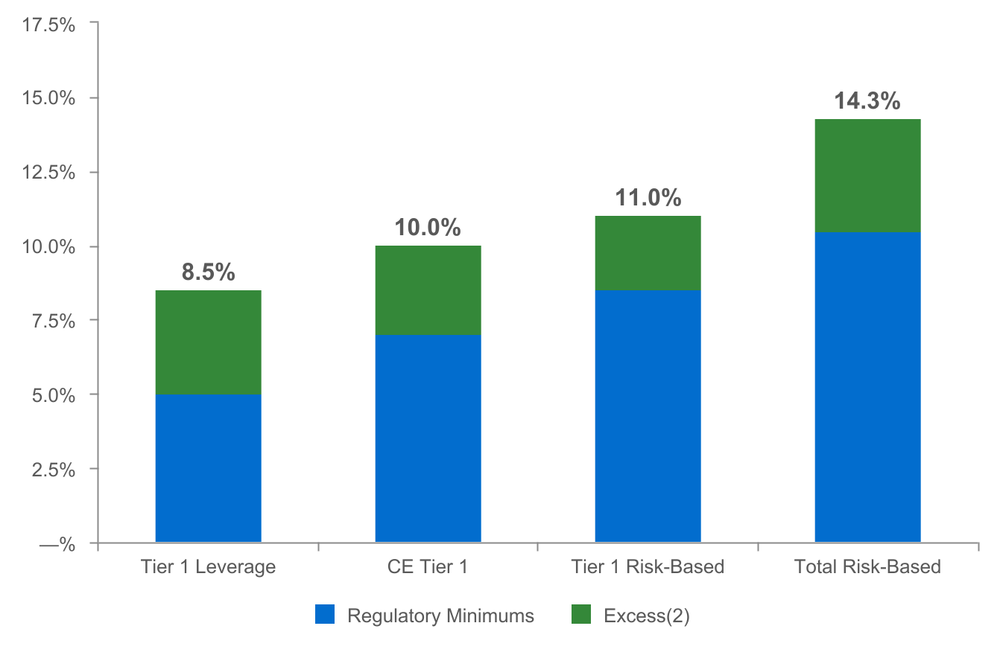 17.5%
15.0%
12.5%
10.0%
7.5%
5.0%
2.5%
—%
8.5%
10.0%
11.0%
14.3%
Tier 1 Leverage
CE Tier 1
Tier 1 Risk-Based
Total Risk-Based
Regulatory Minimums
Excess(2)